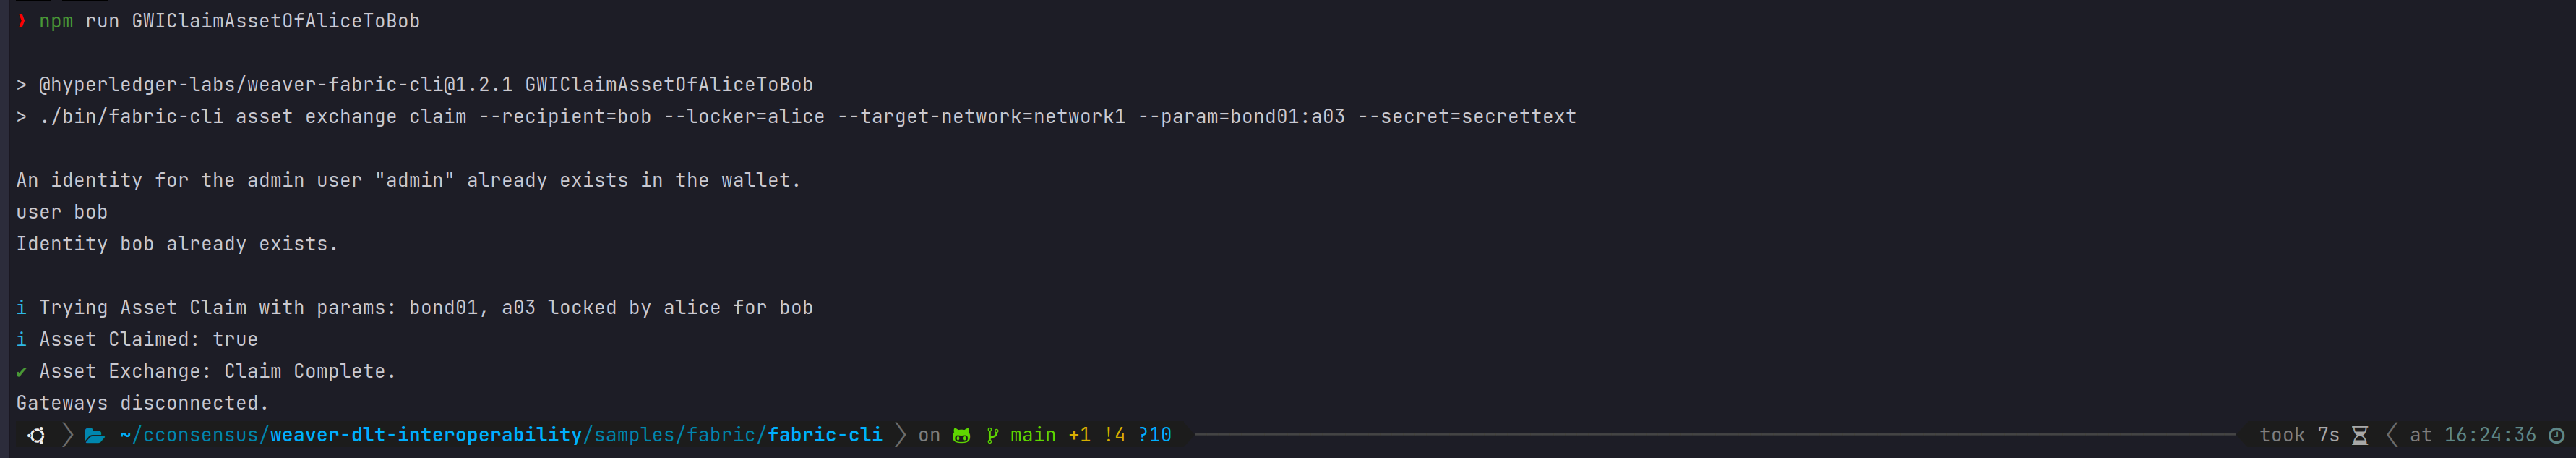 ❯ npm run GWIClaimAssetOfAliceToBob
> @hyperledger-labs/weaver-fabric-cli@1.2.1 GWIClaimAssetOfAliceToBob
> ./bin/fabric-cli asset exchange claim --recipient=bob --locker=alice --target-network=network1 --param=bond01:a03 --secret=secrettext
An identity for the admin user "admin" already exists in the wallet.
user bob
Identity bob already exists.
i Trying Asset Claim with params: bond01, a03 locked by alice for bob
i Asset Claimed: true
✔ Asset Exchange: Claim Complete.
Gateways disconnected.
~/cconsensus/weaver-dlt-interoperability/samples/fabric/fabric-cli on main +1 !4 ?10 took 7s at 16:24:36